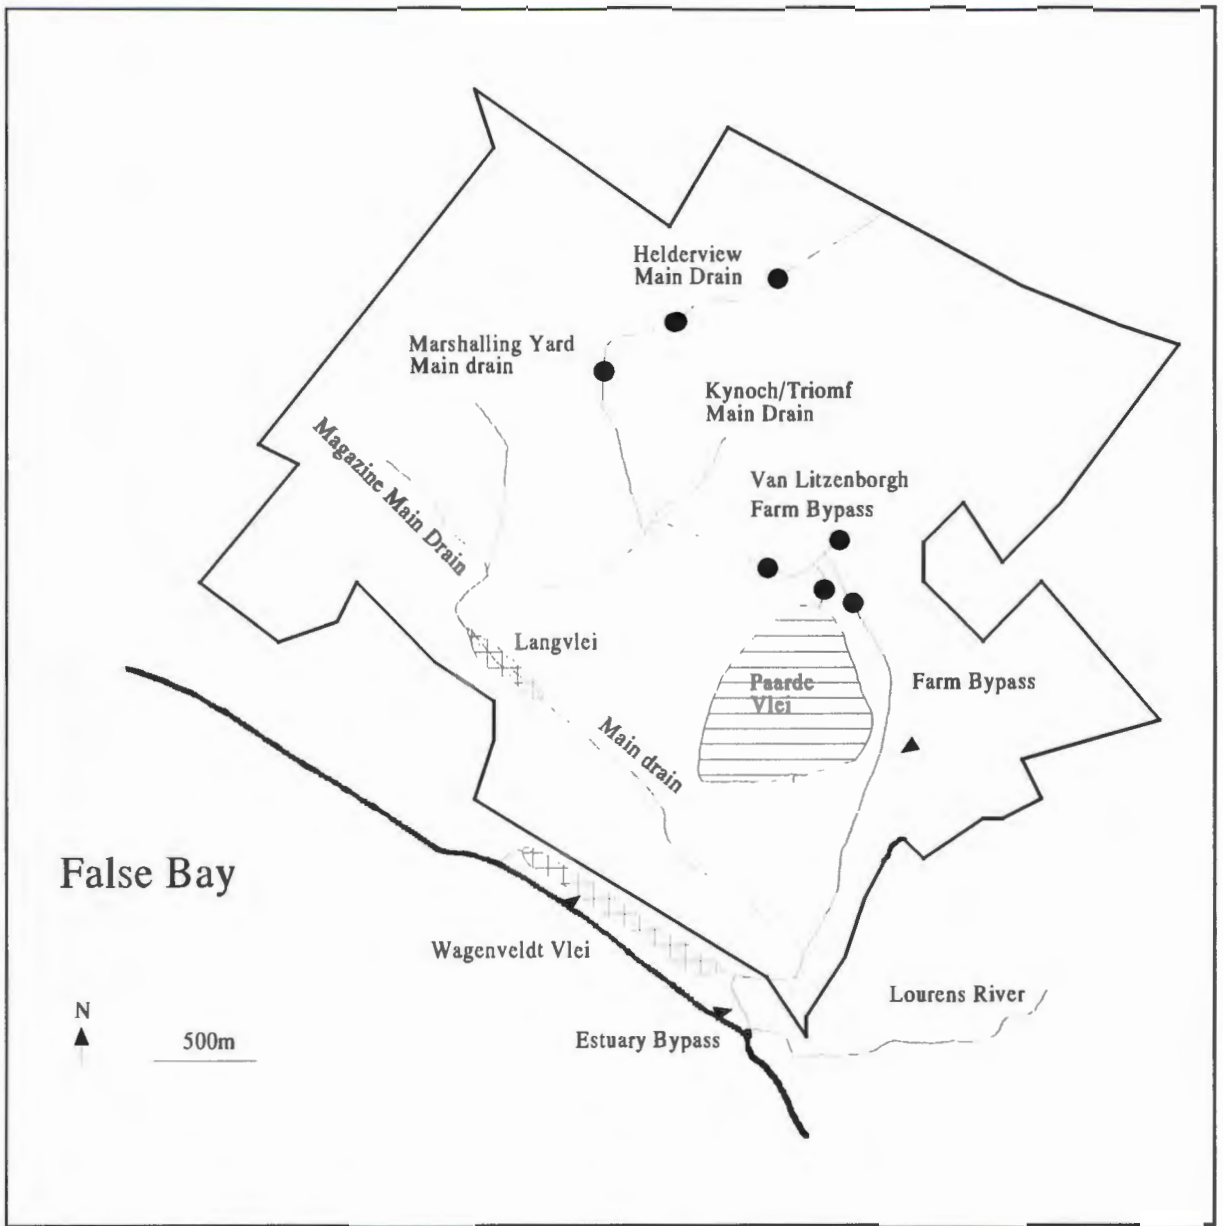 Helderview
Main Drain
Marshalling Yard
Main drain
Kynoch/Triomf
Main Drain
Magazine Main Drain
Van Litzenborgh
Farm Bypass
Langvlei
Paarde
Vlei
Farm Bypass
Main drain
False Bay
Wagenveldt Vlei
Lourens River
N
500m
Estuary Bypass